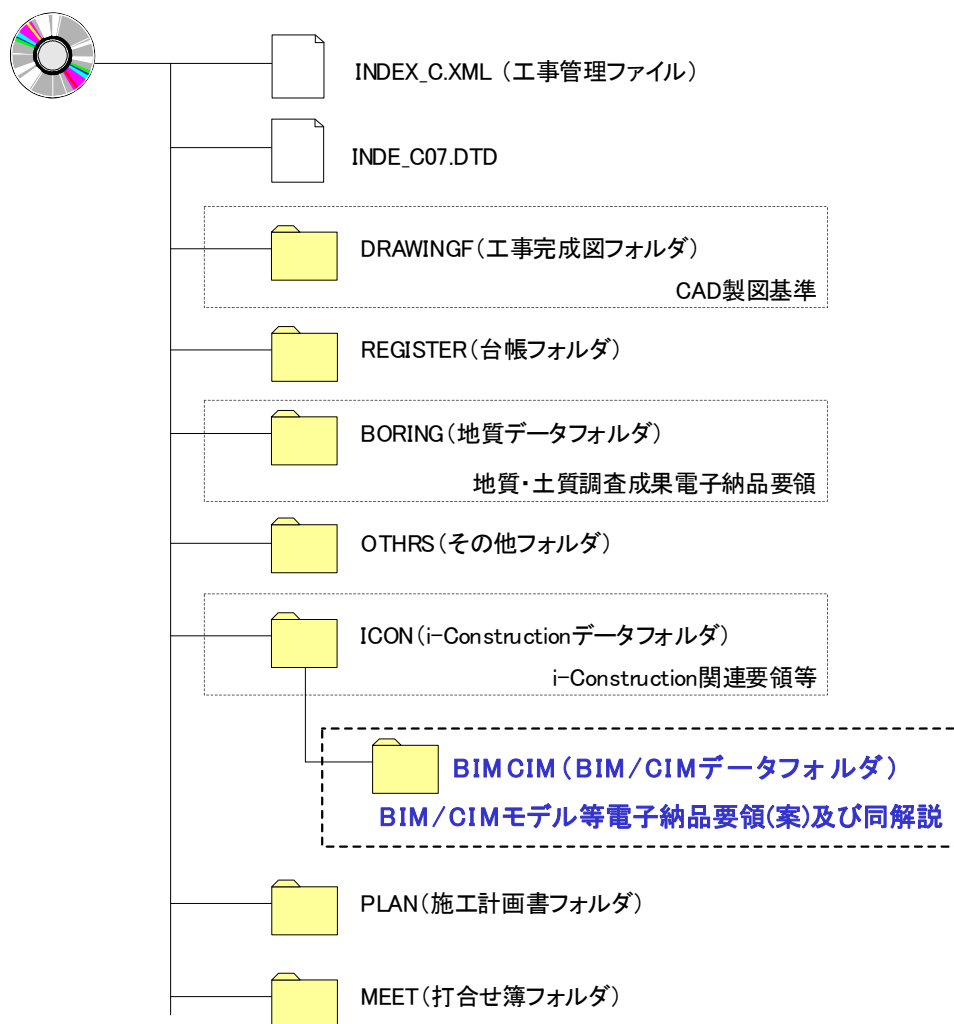 INDEX_C.XML （工事管理ファイル）
INDE_C07.DTD
DRAWINGF（工事完成図フォルダ）
CAD製図基準
REGISTER（台帳フォルダ）
BORING（地質データフォルダ）
地質・土質調査成果電子納品要領
OTHRS（その他フォルダ）
ICON（i-Constructionデータフォルダ）
i-Construction関連要領等
BIMCIM（BIM/CIMデータフォルダ）
BIM/CIMモデル等電子納品要領(案)及び同解説
PLAN（施工計画書フォルダ）
MEET（打合せ簿フォルダ）